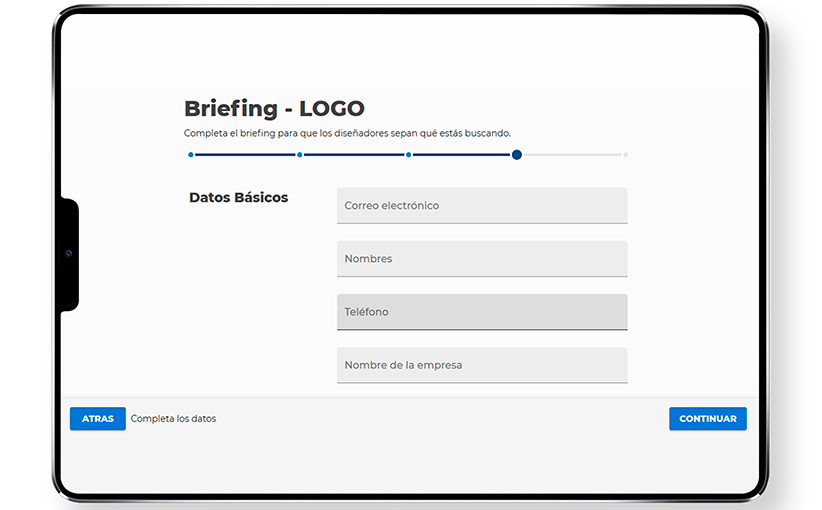 Briefing - LOGO
Completa el briefing para que los diseñadores sepan qué estás buscando.
Datos Básicos
Correo electrónico
Nombres
Teléfono
Nombre de la empresa
ATRAS Completa los datos CONTINUAR